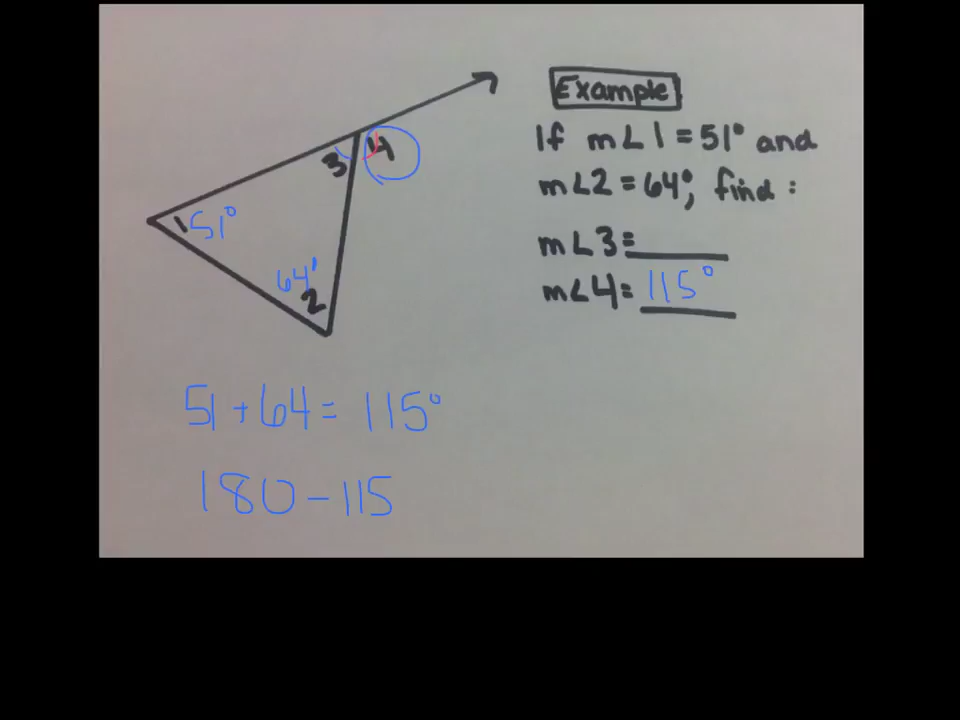 Example
If m∠1 = 51° and
m∠2 = 64°, find:
m∠3 =
m∠4 = 115°
3 4
1 51°
64°
2
51 + 64 = 115°
180 - 115